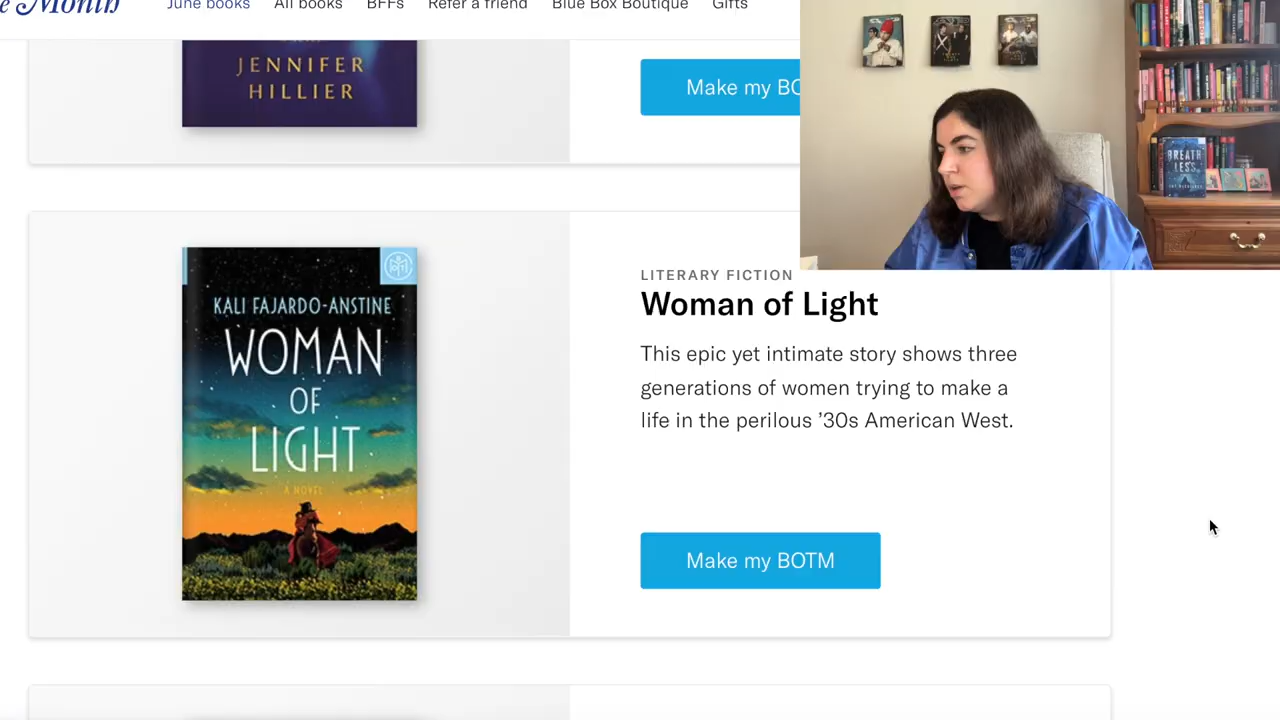 e Month
June books
All books
BFFs
Refer a friend
Blue Box Boutique
Gifts
JENNIFER
HILLIER
Make my BO
BREATH
LESS
KALI FAJARDO-ANSTINE
WOMAN
OF
LIGHT
A NOVEL
LITERARY FICTION
Woman of Light
This epic yet intimate story shows three
generations of women trying to make a
life in the perilous ’30s American West.
Make my BOTM